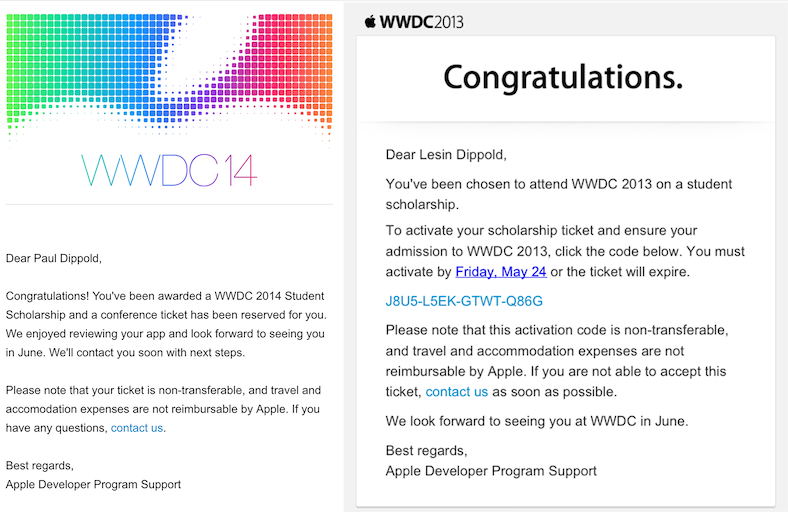 WWDC14
Dear Paul Dippold,
Congratulations! You've been awarded a WWDC 2014 Student
Scholarship and a conference ticket has been reserved for you.
We enjoyed reviewing your app and look forward to seeing you
in June. We'll contact you soon with next steps.
Please note that your ticket is non-transferable, and travel and
accomodation expenses are not reimbursable by Apple. If you
have any questions, contact us.
Best regards,
Apple Developer Program Support
WWDC2013
Congratulations.
Dear Lesin Dippold,
You've been chosen to attend WWDC 2013 on a student
scholarship.
To activate your scholarship ticket and ensure your
admission to WWDC 2013, click the code below. You must
activate by Friday, May 24 or the ticket will expire.
J8U5-L5EK-GTWT-Q86G
Please note that this activation code is non-transferable,
and travel and accommodation expenses are not
reimbursable by Apple. If you are not able to accept this
ticket, contact us as soon as possible.
We look forward to seeing you at WWDC in June.
Best regards,
Apple Developer Program Support